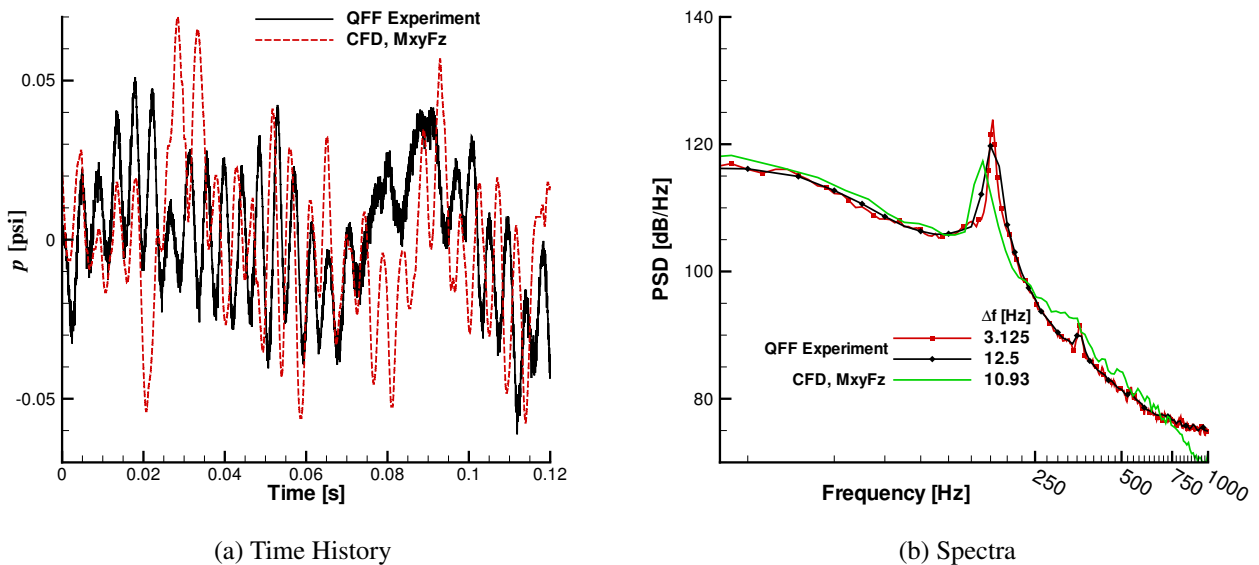 QFF Experiment
CFD, MxyFz
0.05
0
-0.05
p [psi]
0 0.02 0.04 0.06 0.08 0.1 0.12
Time [s]
(a) Time History
120
100
80
PSD [dB/Hz]
Δf [Hz]
QFF Experiment 3.125
12.5
CFD, MxyFz 10.93
250 500 750 1000
Frequency [Hz]
(b) Spectra